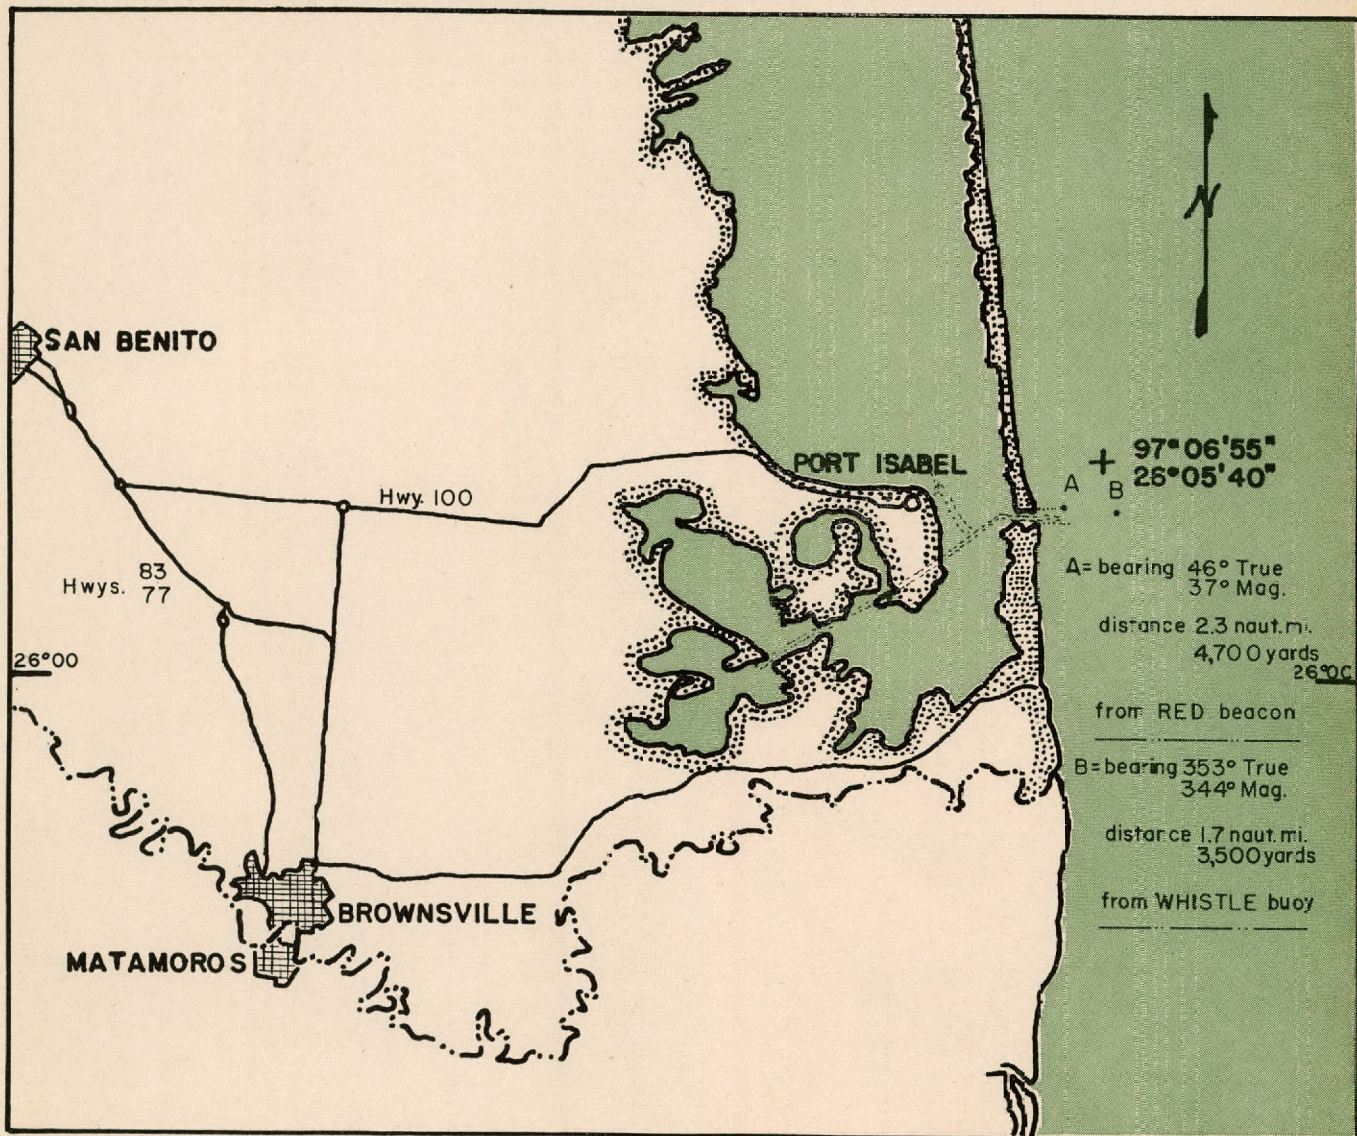 N
SAN BENITO
97°06'55"
26°05'40"
PORT ISABEL
A
B
Hwy. 100
Hwys. 83
77
A= bearing 46° True
37° Mag.
distance 2.3 naut. mi.
4,700 yards
26°00
26°00
from RED beacon
B= bearing 353° True
344° Mag.
distance 1.7 naut. mi.
3,500 yards
from WHISTLE buoy
BROWNSVILLE
MATAMOROS